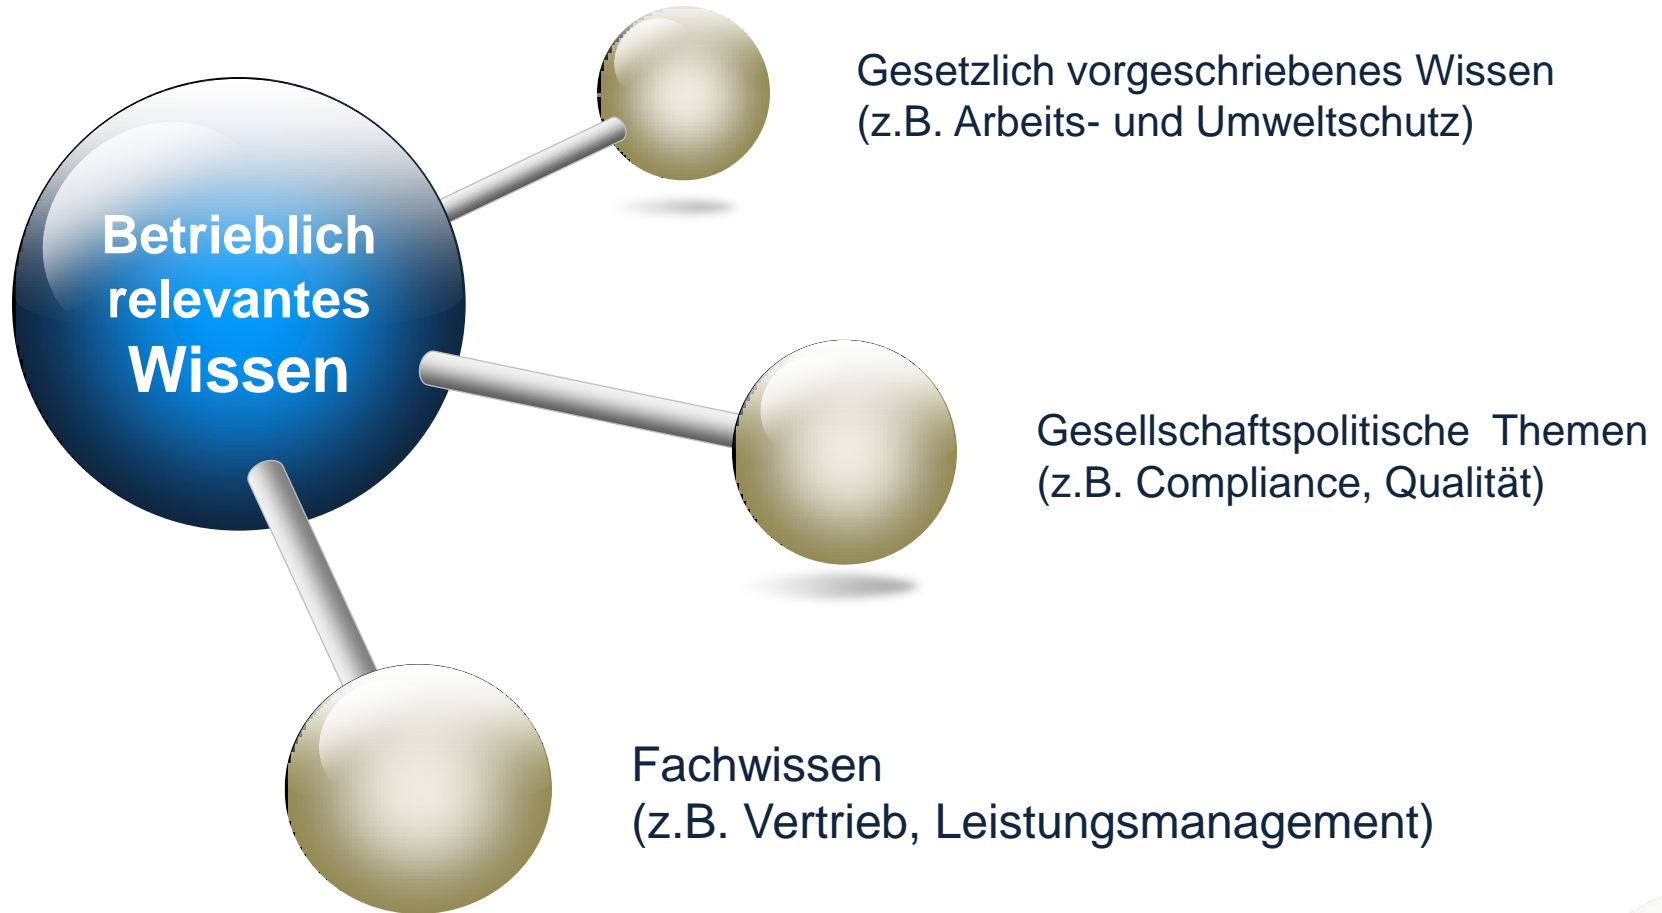 Gesetzlich vorgeschriebenes Wissen
(z.B. Arbeits- und Umweltschutz)
Betrieblich
relevantes
Wissen
Gesellschaftspolitische Themen
(z.B. Compliance, Qualität)
Fachwissen
(z.B. Vertrieb, Leistungsmanagement)